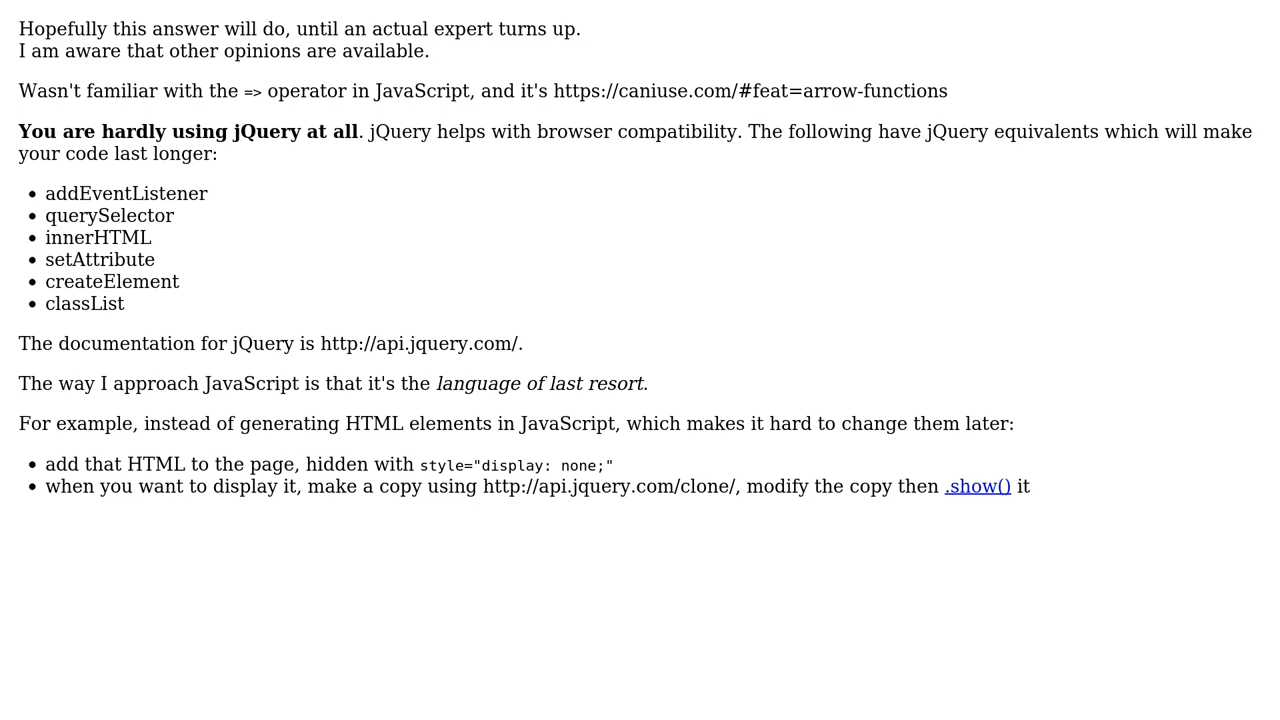 Hopefully this answer will do, until an actual expert turns up.
I am aware that other opinions are available.
Wasn't familiar with the => operator in JavaScript, and it's https://caniuse.com/#feat=arrow-functions
You are hardly using jQuery at all. jQuery helps with browser compatibility. The following have jQuery equivalents which will make
your code last longer:
• addEventListener
• querySelector
• innerHTML
• setAttribute
• createElement
• classList
The documentation for jQuery is http://api.jquery.com/.
The way I approach JavaScript is that it's the language of last resort.
For example, instead of generating HTML elements in JavaScript, which makes it hard to change them later:
• add that HTML to the page, hidden with style="display: none;"
• when you want to display it, make a copy using http://api.jquery.com/clone/, modify the copy then .show() it